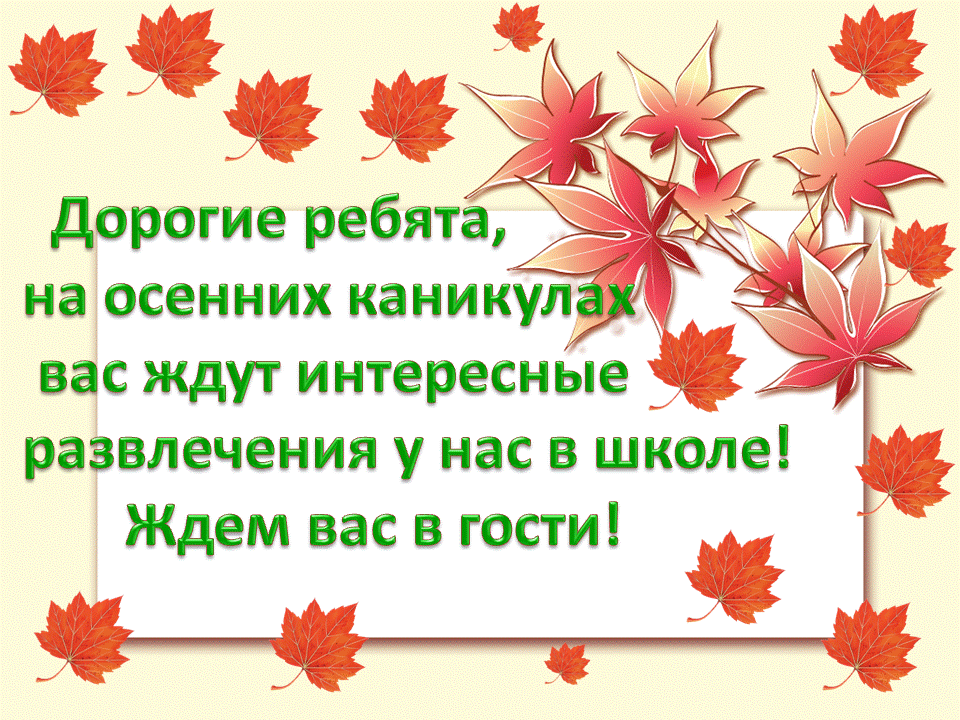 Дорогие ребята,
на осенних каникулах
вас ждут интересные
развлечения у нас в школе!
Ждем вас в гости!